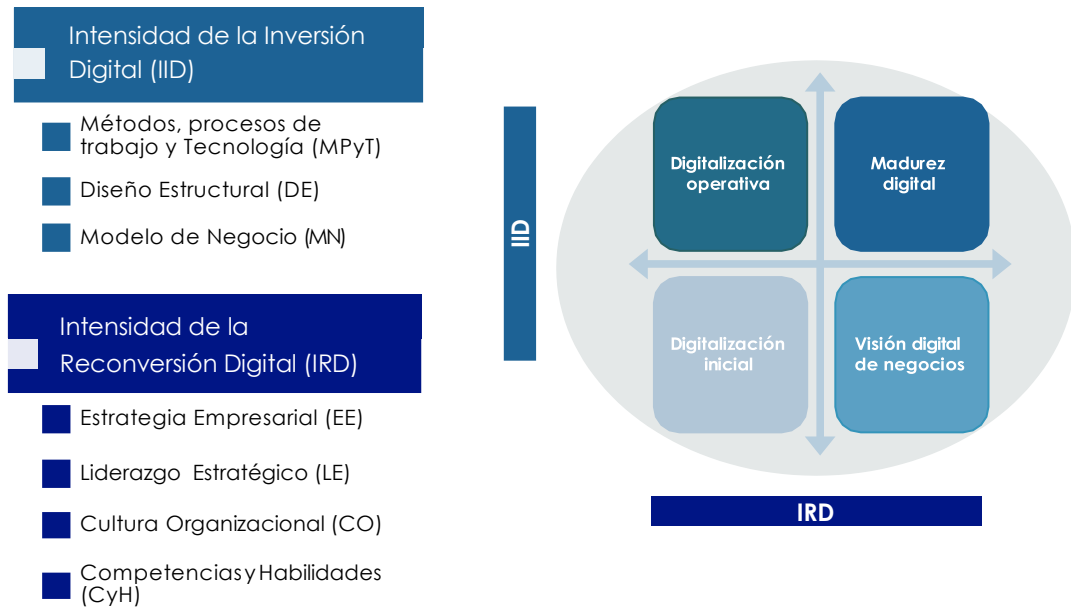 Intensidad de la Inversión
Digital (IID)
Métodos, procesos de
trabajo y Tecnología (MPyT)
Diseño Estructural (DE)
Modelo de Negocio (MN)
Intensidad de la
Reconversión Digital (IRD)
Estrategia Empresarial (EE)
Liderazgo Estratégico (LE)
Cultura Organizacional (CO)
Competencias y Habilidades
(CyH)
IID
Digitalización
operativa
Madurez
digital
Digitalización
inicial
Visión digital
de negocios
IRD